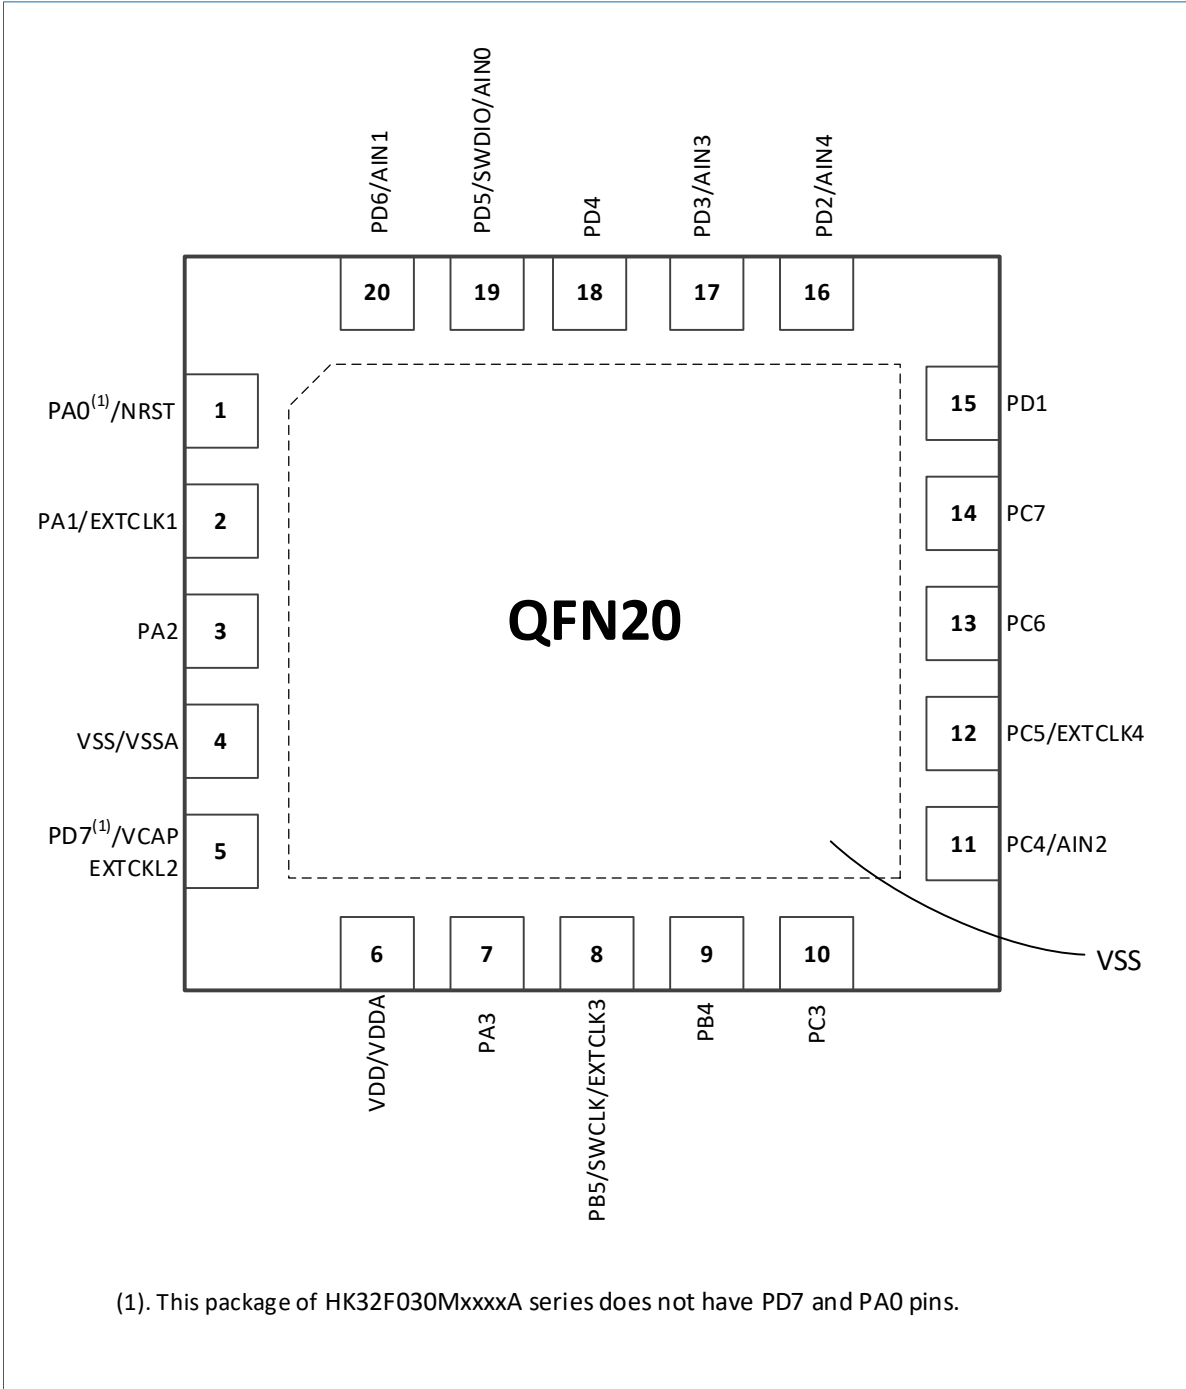 PD6/AIN1
PD5/SWDIO/AIN0
PD4
PD3/AIN3
PD2/AIN4
20
19
18
17
16
PA0(1)/NRST
1
PA1/EXTCLK1
2
PA2
3
VSS/VSSA
4
PD7(1)/VCAP
EXTCKL2
5
QFN20
15
PD1
14
PC7
13
PC6
12
PC5/EXTCLK4
11
PC4/AIN2
VSS
6
7
8
9
10
VDD/VDDA
PA3
PB5/SWCLK/EXTCLK3
PB4
PC3
(1). This package of HK32F030MxxxxA series does not have PD7 and PA0 pins.